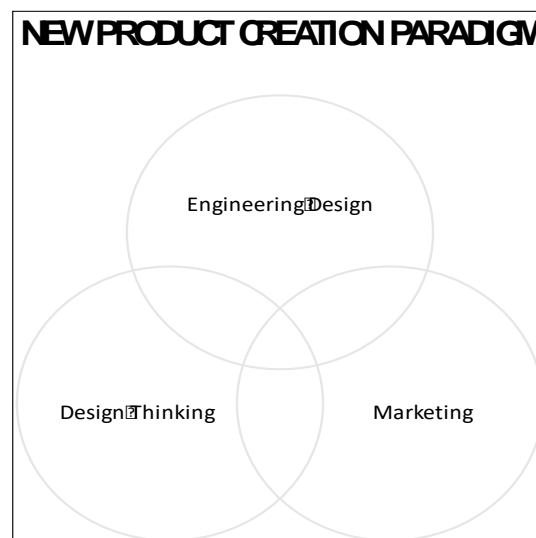 NEW PRODUCT CREATION PARADIGM
Engineering Design
Design Thinking
Marketing